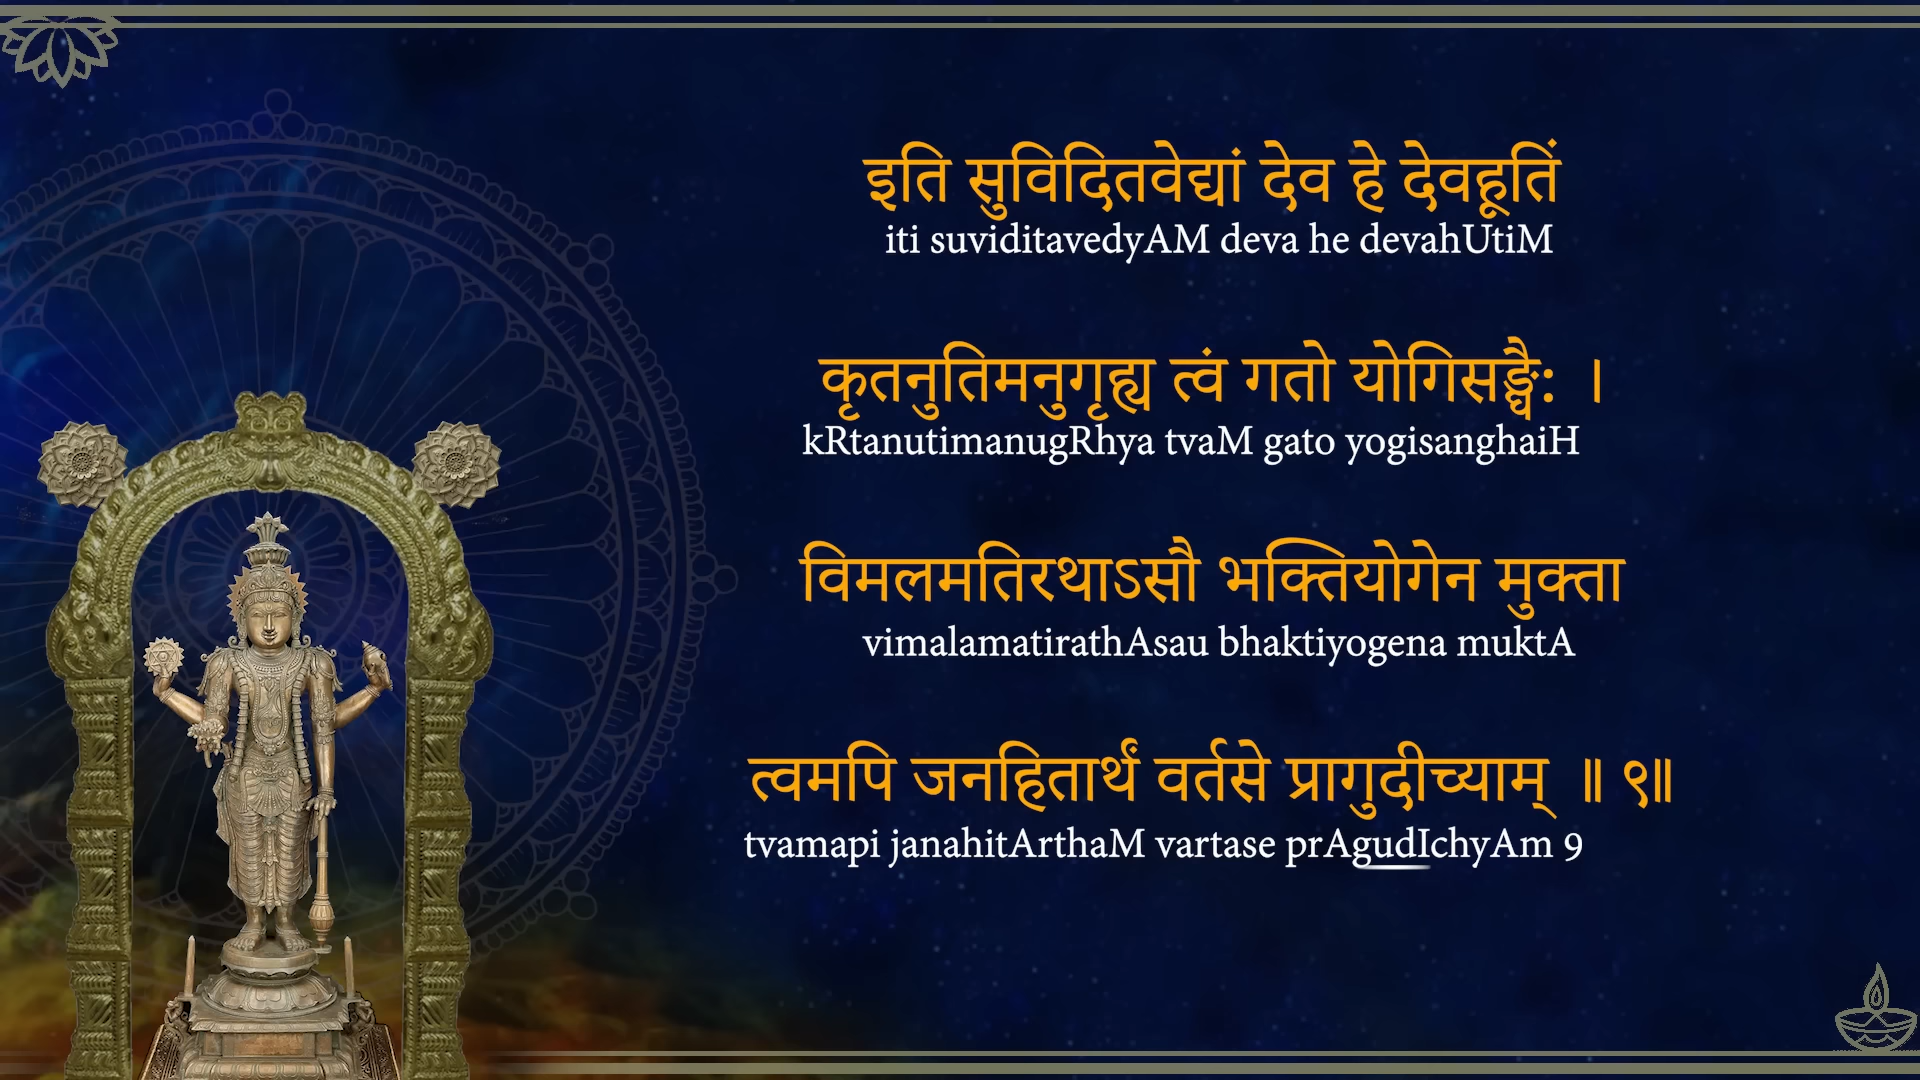 इति सुविदितवेद्यां देव हे देवहूतिं
iti suviditavedyAM deva he devahUtiM
कृतनुतिमनुगृह्य त्वं गतो योगिसङ्घैः ।
kRtanutimanugRhya tvaM gato yogisanghaiH
विमलमतिरथाऽसौ भक्तियोगेन मुक्ता
vimalamatirathAsau bhaktiyogena muktA
त्वमपि जनहितार्थं वर्तसे प्रागुदीच्याम् ॥ ९॥
tvamapi janahitArthaM vartase prAgudIchyAm 9